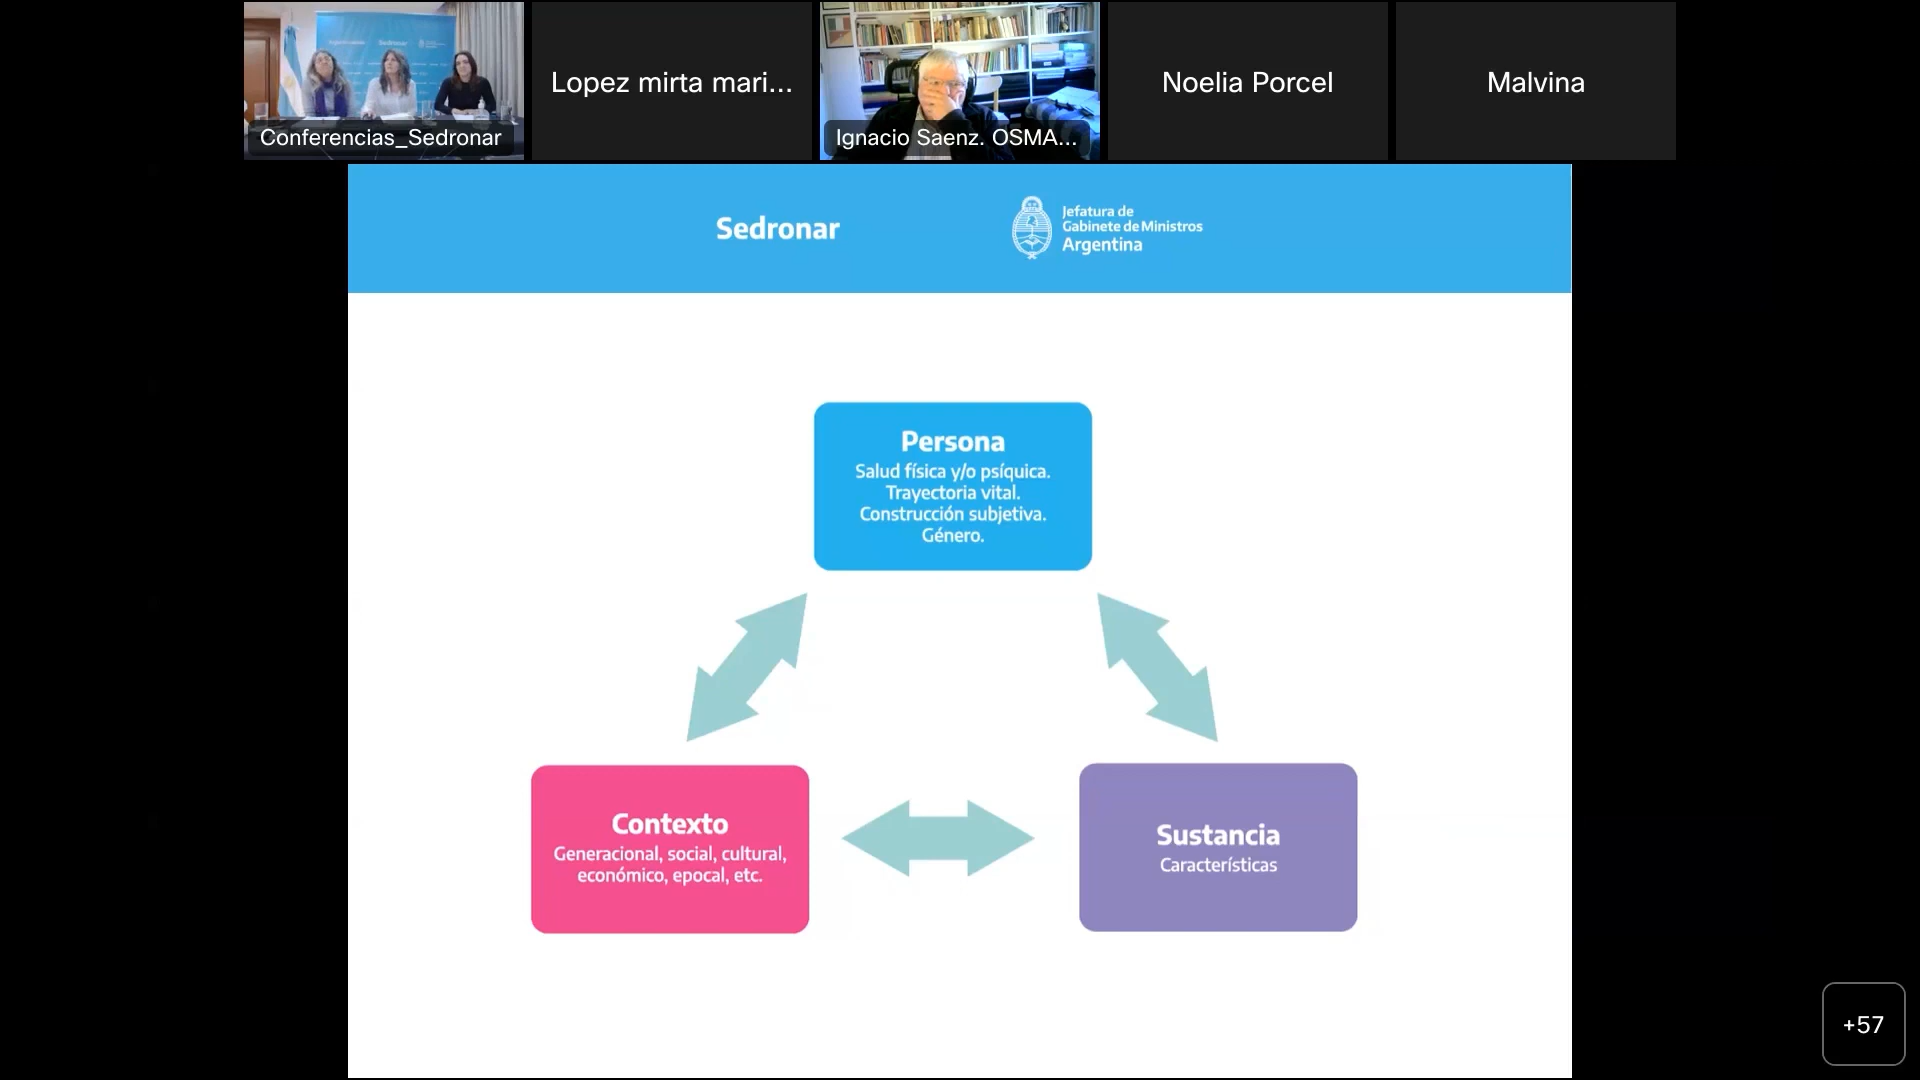 Conferencias_Sedronar
Lopez mirta mari...
Ignacio Saenz. OSMA...
Noelia Porcel
Malvina
Sedronar
Jefatura de
Gabinete de Ministros
Argentina
Persona
Salud física y/o psíquica.
Trayectoria vital.
Construcción subjetiva.
Género.
Contexto
Generacional, social, cultural,
económico, epocal, etc.
Sustancia
Características
+57